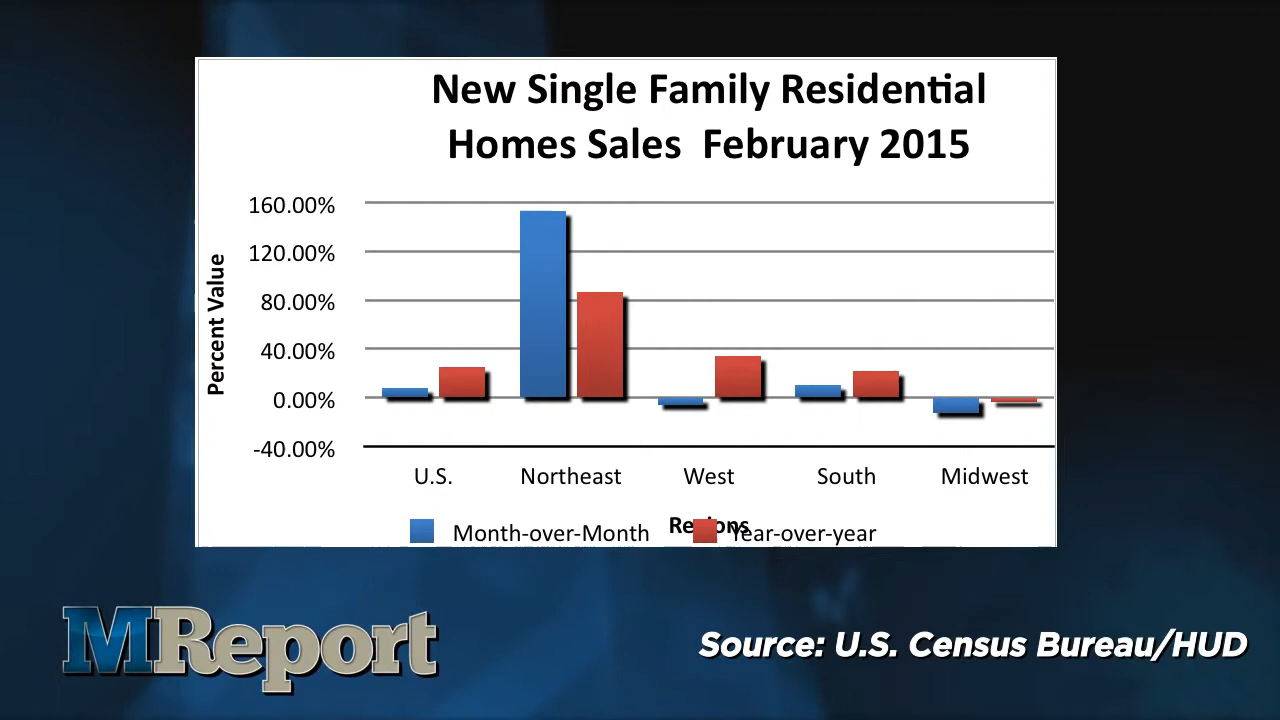 New Single Family Residential
Homes Sales February 2015
Percent Value
160.00%
120.00%
80.00%
40.00%
0.00%
-40.00%
U.S. Northeast West South Midwest
Regions
Month-over-Month Year-over-year
MReport
Source: U.S. Census Bureau/HUD